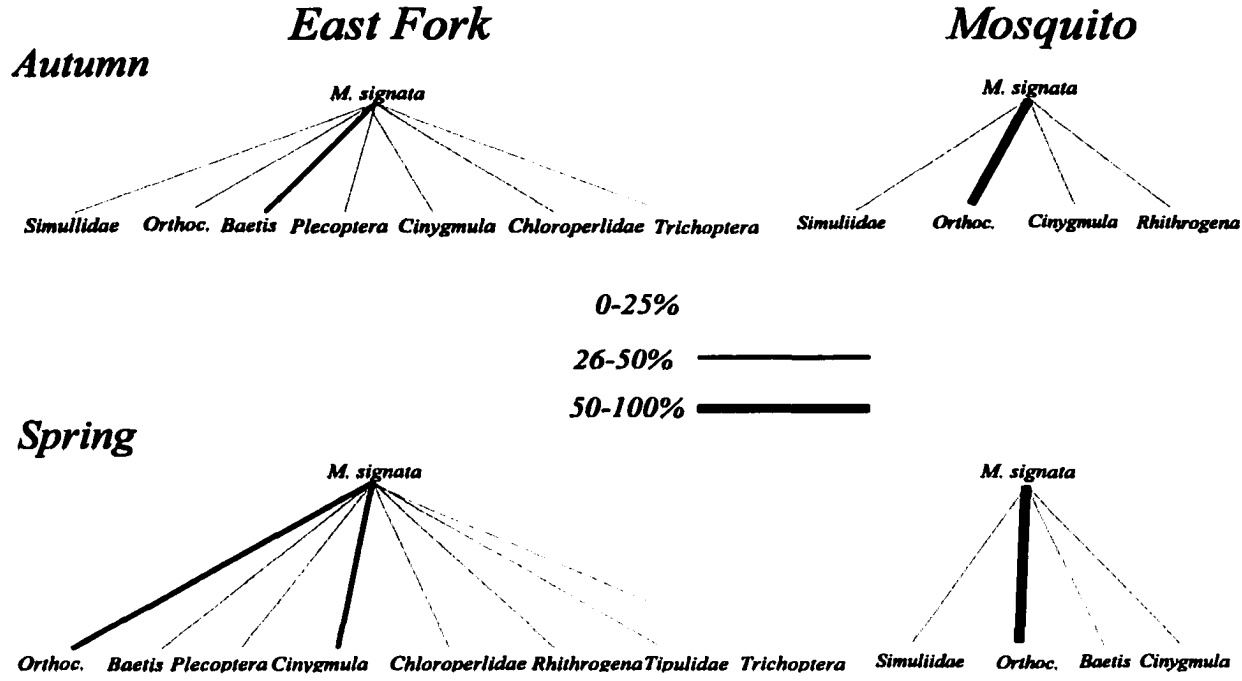 East Fork Mosquito
Autumn
M. signata M. signata
Simullidae Orthoc. Baetis Plecoptera Cinygmula Chloroperlidae Trichoptera Simuliidae Orthoc. Cinygmula Rhithrogena
0-25%
26-50%
50-100%
Spring
M. signata M. signata
Orthoc. Baetis Plecoptera Cinygmula Chloroperlidae Rhithrogena Tipulidae Trichoptera Simuliidae Orthoc. Baetis Cinygmula